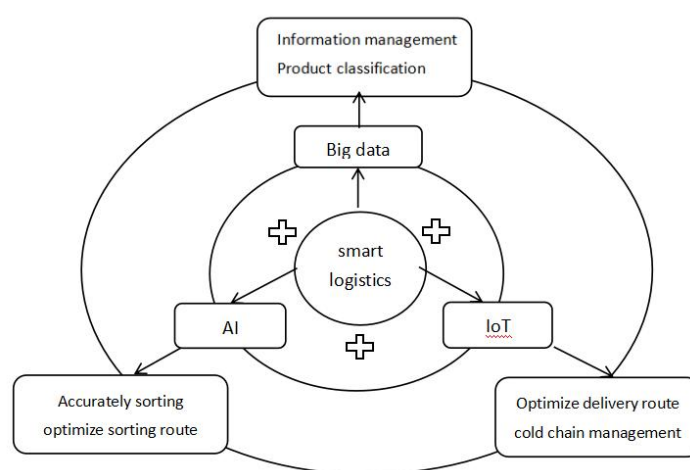 Information management
Product classification
Big data
smart
logistics
AI
IoT
Accurately sorting
optimize sorting route
Optimize delivery route
cold chain management